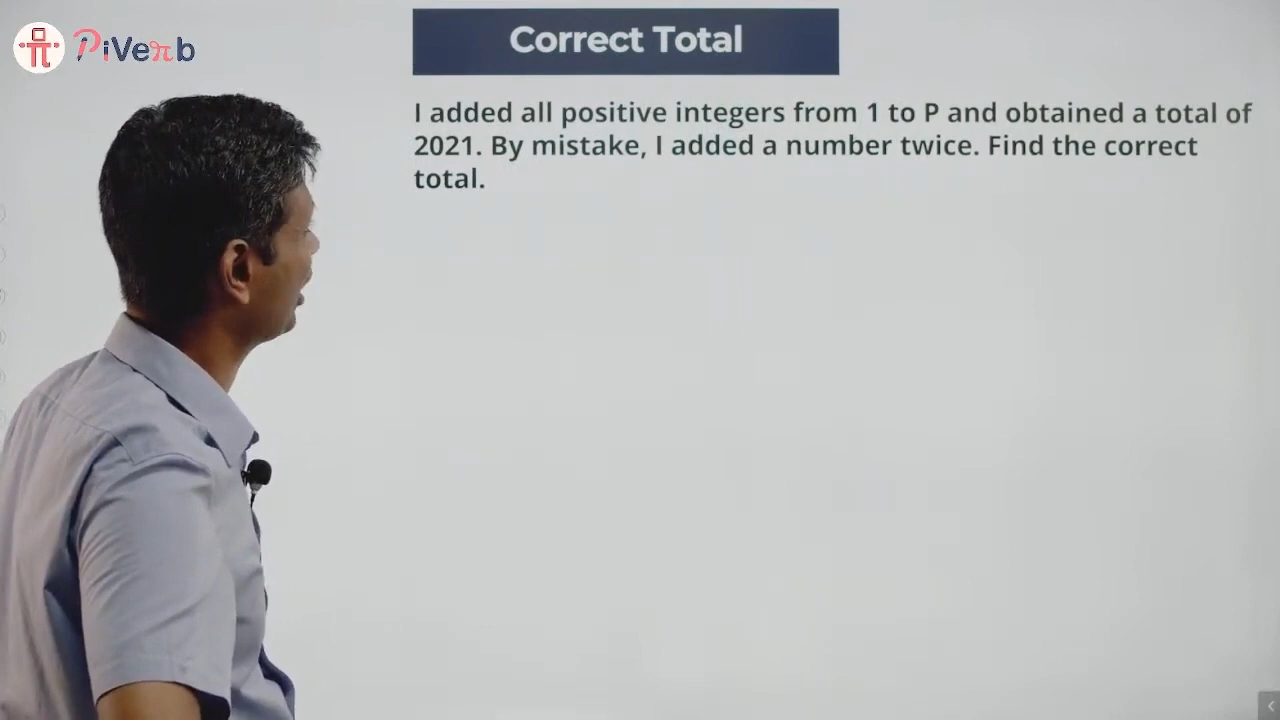 PiVerb
Correct Total
I added all positive integers from 1 to P and obtained a total of
2021. By mistake, I added a number twice. Find the correct
total.